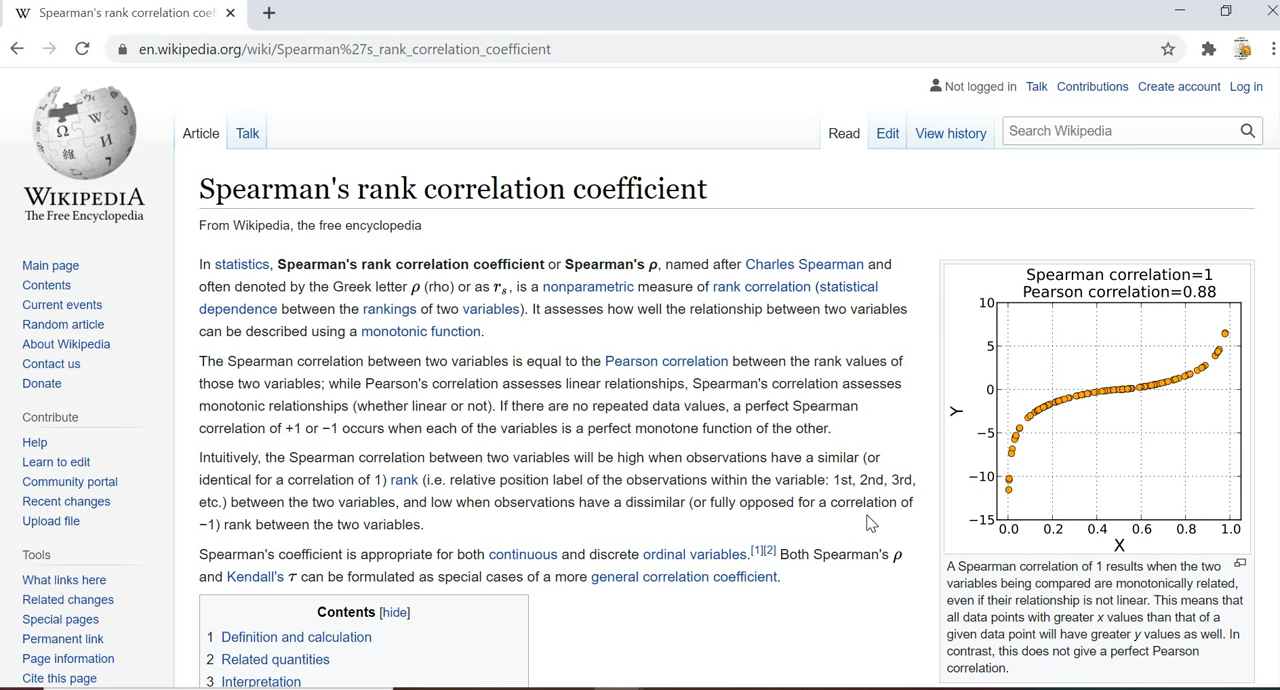 Spearman's rank correlation coef
en.wikipedia.org/wiki/Spearman%27s_rank_correlation_coefficient
Not logged in Talk Contributions Create account Log in
Article Talk Read Edit View history Search Wikipedia
WIKIPEDIA
The Free Encyclopedia
Main page
Contents
Current events
Random article
About Wikipedia
Contact us
Donate
Contribute
Help
Learn to edit
Community portal
Recent changes
Upload file
Tools
What links here
Related changes
Special pages
Permanent link
Page information
Cite this page
Spearman's rank correlation coefficient
From Wikipedia, the free encyclopedia
In statistics, Spearman's rank correlation coefficient or Spearman's ρ, named after Charles Spearman and
often denoted by the Greek letter ρ (rho) or as rs, is a nonparametric measure of rank correlation (statistical
dependence between the rankings of two variables). It assesses how well the relationship between two variables
can be described using a monotonic function.
The Spearman correlation between two variables is equal to the Pearson correlation between the rank values of
those two variables; while Pearson's correlation assesses linear relationships, Spearman's correlation assesses
monotonic relationships (whether linear or not). If there are no repeated data values, a perfect Spearman
correlation of +1 or −1 occurs when each of the variables is a perfect monotone function of the other.
Intuitively, the Spearman correlation between two variables will be high when observations have a similar (or
identical for a correlation of 1) rank (i.e. relative position label of the observations within the variable: 1st, 2nd, 3rd,
etc.) between the two variables, and low when observations have a dissimilar (or fully opposed for a correlation of
−1) rank between the two variables.
Spearman's coefficient is appropriate for both continuous and discrete ordinal variables.[1][2] Both Spearman's ρ
and Kendall's τ can be formulated as special cases of a more general correlation coefficient.
Contents [hide]
1 Definition and calculation
2 Related quantities
3 Interpretation
Spearman correlation=1
Pearson correlation=0.88
10
5
0
−5
−10
−15
Y
0.0 0.2 0.4 0.6 0.8 1.0
X
A Spearman correlation of 1 results when the two
variables being compared are monotonically related,
even if their relationship is not linear. This means that
all data points with greater x values than that of a
given data point will have greater y values as well. In
contrast, this does not give a perfect Pearson
correlation.